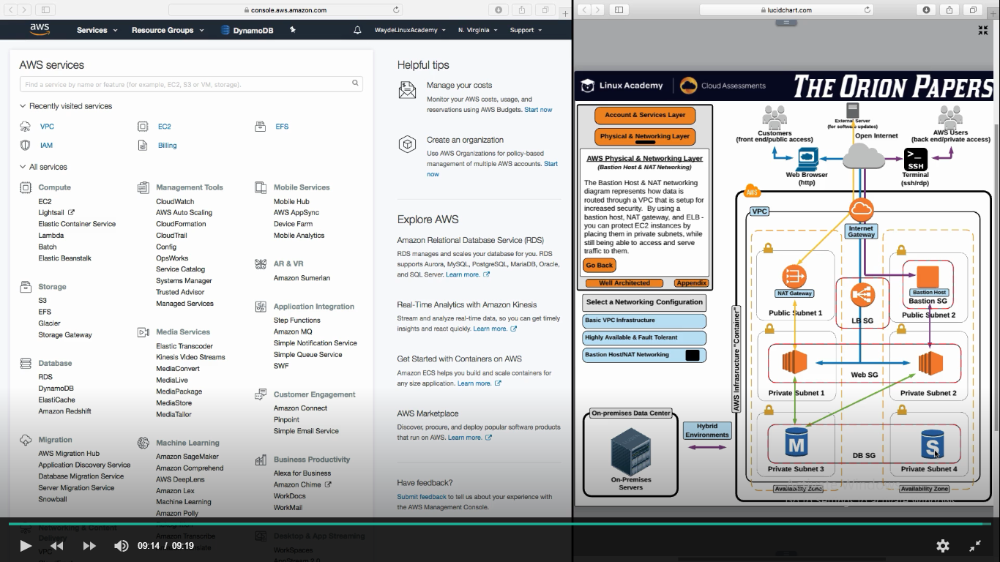 console.aws.amazon.com
aws
Services
Resource Groups
DynamoDB
WaydeLinuxAcademy
N. Virginia
Support
AWS services
Find a service by name or feature (for example, EC2, S3 or VM, storage).
Recently visited services
VPC
EC2
EFS
IAM
Billing
All services
Compute
EC2
Lightsail
Elastic Container Service
Lambda
Batch
Elastic Beanstalk
Storage
S3
EFS
Glacier
Storage Gateway
Database
RDS
DynamoDB
ElastiCache
Amazon Redshift
Migration
AWS Migration Hub
Application Discovery Service
Database Migration Service
Server Migration Service
Snowball
Networking & Content
Delivery
VPC
Management Tools
CloudWatch
AWS Auto Scaling
CloudFormation
CloudTrail
Config
OpsWorks
Service Catalog
Systems Manager
Trusted Advisor
Managed Services
Media Services
Elastic Transcoder
Kinesis Video Streams
MediaConvert
MediaLive
MediaPackage
MediaStore
MediaTailor
Machine Learning
Amazon SageMaker
Amazon Comprehend
AWS DeepLens
Amazon Lex
Machine Learning
Amazon Polly
Amazon Transcribe
Mobile Services
Mobile Hub
AWS AppSync
Device Farm
Mobile Analytics
AR & VR
Amazon Sumerian
Application Integration
Step Functions
Amazon MQ
Simple Notification Service
Simple Queue Service
SWF
Customer Engagement
Amazon Connect
Pinpoint
Simple Email Service
Business Productivity
Alexa for Business
Amazon Chime
WorkDocs
WorkMail
Desktop & App Streaming
WorkSpaces
AppStream 2.0
Helpful tips
Manage your costs
Monitor your AWS costs, usage, and
reservations using AWS Budgets. Start now
Create an organization
Use AWS Organizations for policy-based
management of multiple AWS accounts. Start
now
Explore AWS
Amazon Relational Database Service (RDS)
RDS manages and scales your database for you. RDS
supports Aurora, MySQL, PostgreSQL, MariaDB, Oracle,
and SQL Server. Learn more.
Real-Time Analytics with Amazon Kinesis
Stream and analyze real-time data, so you can get timely
insights and react quickly. Learn more.
Get Started with Containers on AWS
Amazon ECS helps you build and scale containers for
any size application. Learn more.
AWS Marketplace
Discover, procure, and deploy popular software products
that run on AWS. Learn more.
Have feedback?
Submit feedback to tell us about your experience with
the AWS Management Console.
lucidchart.com
Linux Academy
Cloud Assessments
THE ORION PAPERS
Account & Services Layer
Physical & Networking Layer
AWS Physical & Networking Layer
(Bastion Host & NAT Networking)
The Bastion Host & NAT networking
diagram represents how data is
routed through a VPC that is setup for
increased security. By using a
bastion host, NAT gateway, and ELB -
you can protect EC2 instances by
placing them in private subnets, while
still being able to access and serve
traffic to them.
Go Back
Well Architected
Appendix
Select a Networking Configuration
Basic VPC Infrastructure
Highly Available & Fault Tolerant
Bastion Host/NAT Networking
On-premises Data Center
On-Premises
Servers
Hybrid
Environments
Customers
(front end/public access)
External Server
(for software updates)
Open Internet
AWS Users
(back end/private access)
Web Browser
(http)
>_
SSH
Terminal
(ssh/rdp)
AWS
VPC
Internet
Gateway
NAT Gateway
Public Subnet 1
LB SG
Bastion Host
Bastion SG
Public Subnet 2
Web SG
Private Subnet 1
Private Subnet 2
M
S
DB SG
Private Subnet 3
Private Subnet 4
Availability Zone
Availability Zone
AWS Infrasructure "Container"
09:14 / 09:19